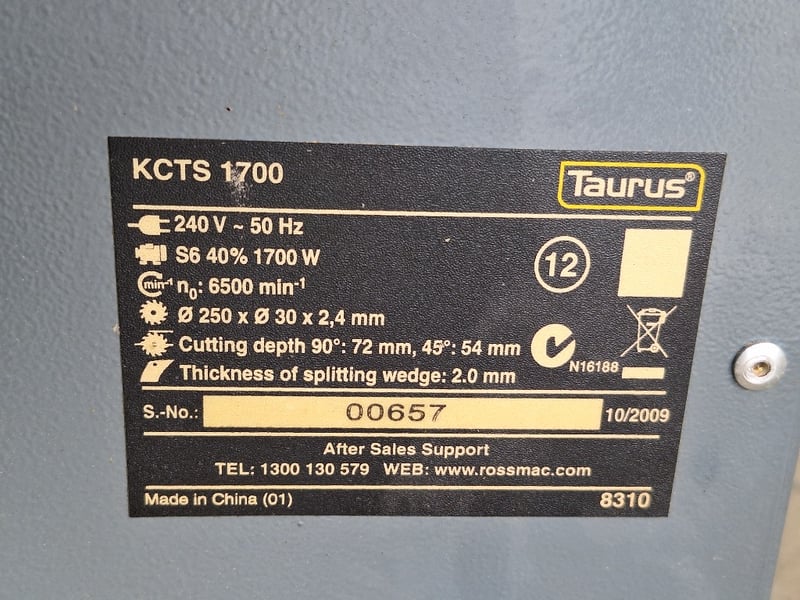 KCTS 1700
Taurus®
240 V ~ 50 Hz
S6 40% 1700 W
min⁻¹ n₀: 6500 min⁻¹
Ø 250 x Ø 30 x 2,4 mm
Cutting depth 90°: 72 mm, 45°: 54 mm
Thickness of splitting wedge: 2.0 mm
12
N16188
S.-No.: 00657 10/2009
After Sales Support
TEL: 1300 130 579 WEB: www.rossmac.com
Made in China (01) 8310